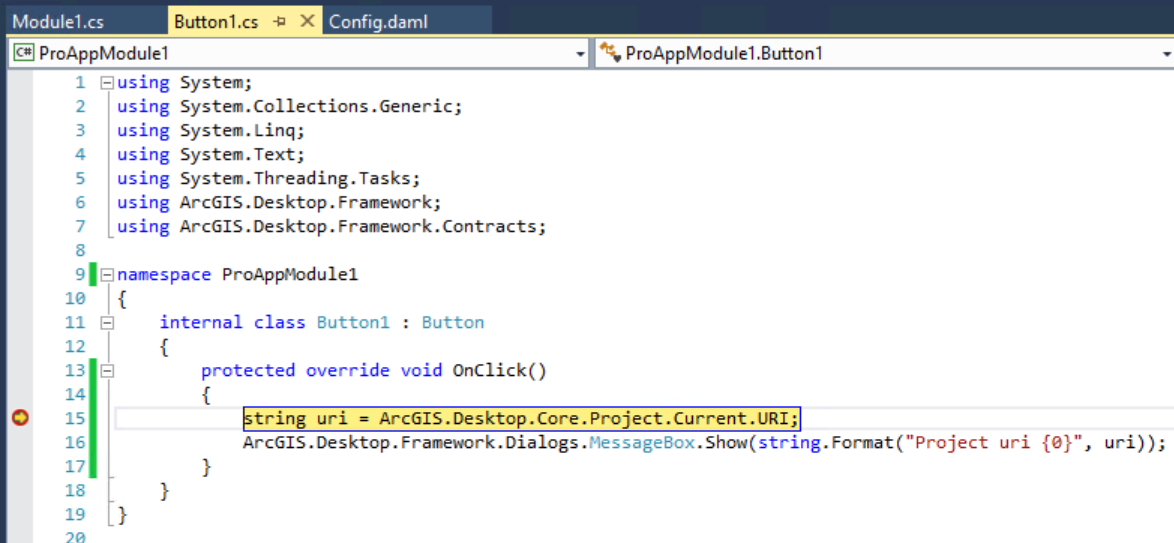 Module1.cs Button1.cs Config.daml
C# ProAppModule1 ProAppModule1.Button1
1 using System;
2 using System.Collections.Generic;
3 using System.Linq;
4 using System.Text;
5 using System.Threading.Tasks;
6 using ArcGIS.Desktop.Framework;
7 using ArcGIS.Desktop.Framework.Contracts;
8
9 namespace ProAppModule1
10 {
11 internal class Button1 : Button
12 {
13 protected override void OnClick()
14 {
15 string uri = ArcGIS.Desktop.Core.Project.Current.URI;
16 ArcGIS.Desktop.Framework.Dialogs.MessageBox.Show(string.Format("Project uri {0}", uri));
17 }
18 }
19 }
20